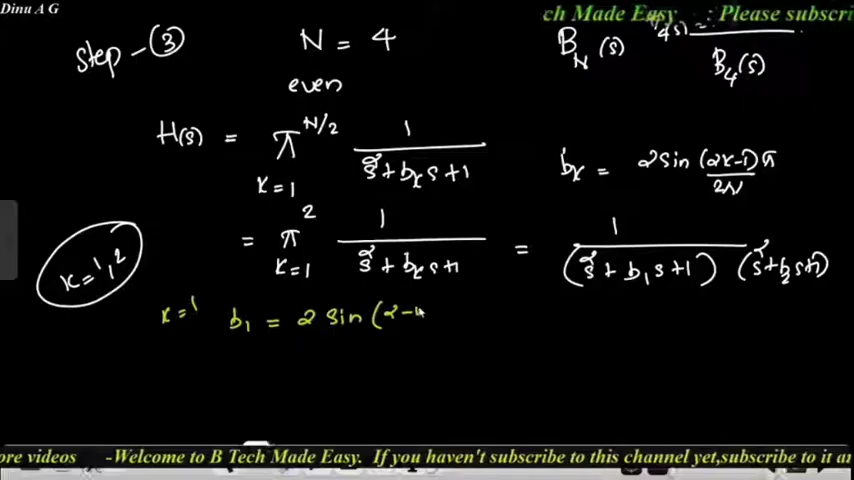 Dinu A G
ch Made Easy    : Please subscri
step - ③ N = 4
even
B_N (s) B_4(s)
H(s) = π^{N/2}_{k=1} 1 / (s² + b_k s + 1)
b_k = 2 sin (2k-1) π / 2N
= π^2_{k=1} 1 / (s² + b_k s + 1) = 1 / (s² + b_1 s + 1) (s² + b_2 s + 1)
k = 1, 2
k = 1 b_1 = 2 sin (2-
ore videos    -Welcome to B Tech Made Easy.  If you haven't subscribe to this channel yet,subscribe to it a